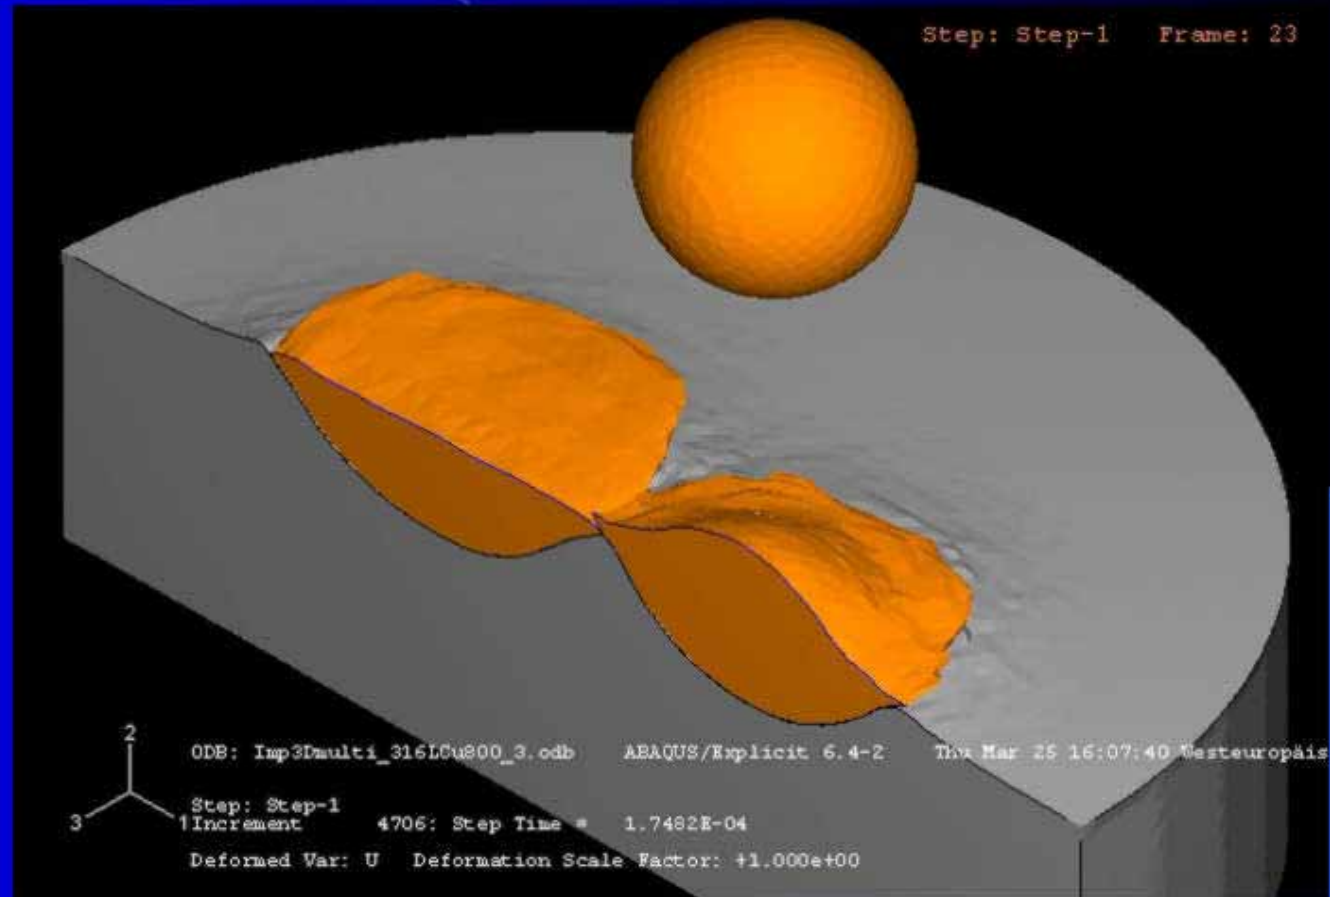 Step: Step-1 Frame: 23
2
3
1
ODB: Imp3Dmulti_316LCu800_3.odb ABAQUS/Explicit 6.4-2 Thu Mar 25 16:07:40 Westeuropäis
Step: Step-1
Increment 4706: Step Time = 1.7482E-04
Deformed Var: U Deformation Scale Factor: +1.000e+00